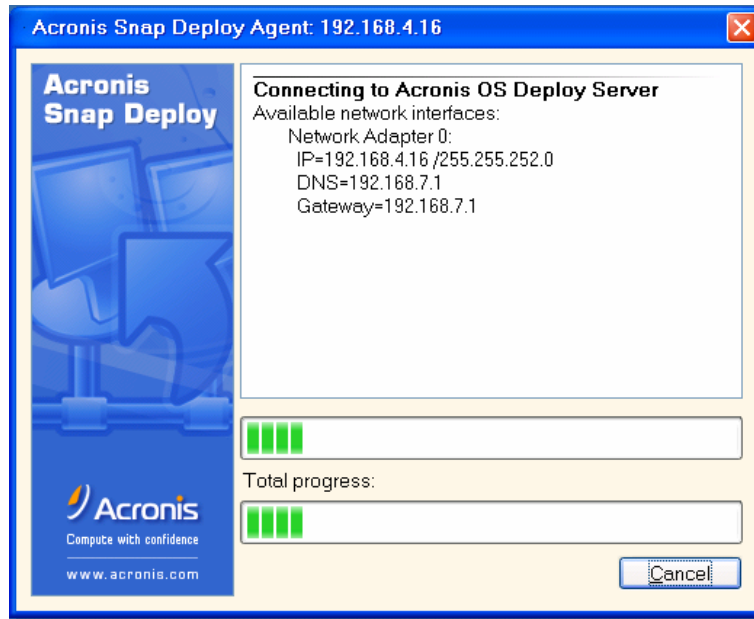 Acronis Snap Deploy Agent: 192.168.4.16
Acronis
Snap Deploy
Connecting to Acronis OS Deploy Server
Available network interfaces:
Network Adapter 0:
IP=192.168.4.16 /255.255.252.0
DNS=192.168.7.1
Gateway=192.168.7.1
Total progress:
Acronis
Compute with confidence
www.acronis.com
Cancel